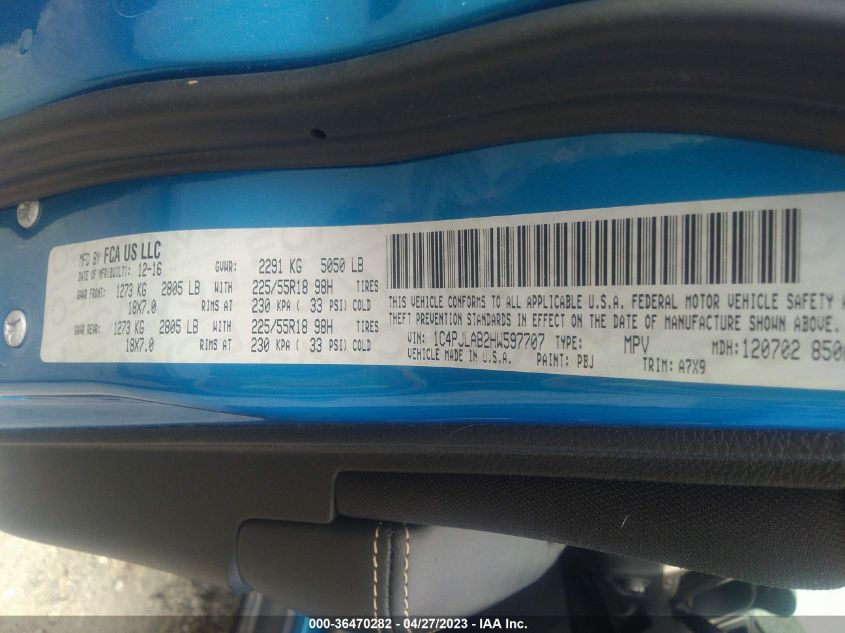 MFD BY FCA US LLC
DATE OF MFR(BUILT): 12-16 GVWR: 2291 KG 5050 LB
GAWR FRONT: 1273 KG 2805 LB WITH 225/55R18 98H TIRES
18X7.0 RIMS AT 230 KPA ( 33 PSI) COLD
GAWR REAR: 1273 KG 2805 LB WITH 225/55R18 98H TIRES
18X7.0 RIMS AT 230 KPA ( 33 PSI) COLD
THIS VEHICLE CONFORMS TO ALL APPLICABLE U.S.A. FEDERAL MOTOR VEHICLE SAFETY
THEFT PREVENTION STANDARDS IN EFFECT ON THE DATE OF MANUFACTURE SHOWN ABOVE.
VIN: 1C4PJLAB2HW597707 TYPE: MPV MDH: 120702 850
VEHICLE MADE IN U.S.A. PAINT: PBJ TRIM: A7X9
000-36470282 - 04/27/2023 - IAA Inc.